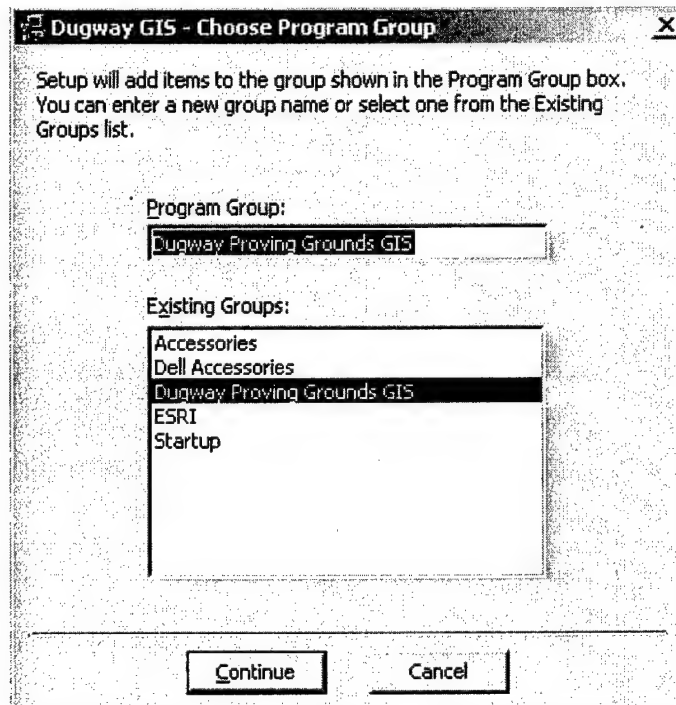 Dugway GIS - Choose Program Group
X
Setup will add items to the group shown in the Program Group box.
You can enter a new group name or select one from the Existing
Groups list.
Program Group:
Dugway Proving Grounds GIS
Existing Groups:
Accessories
Dell Accessories
Dugway Proving Grounds GIS
ESRI
Startup
Continue
Cancel